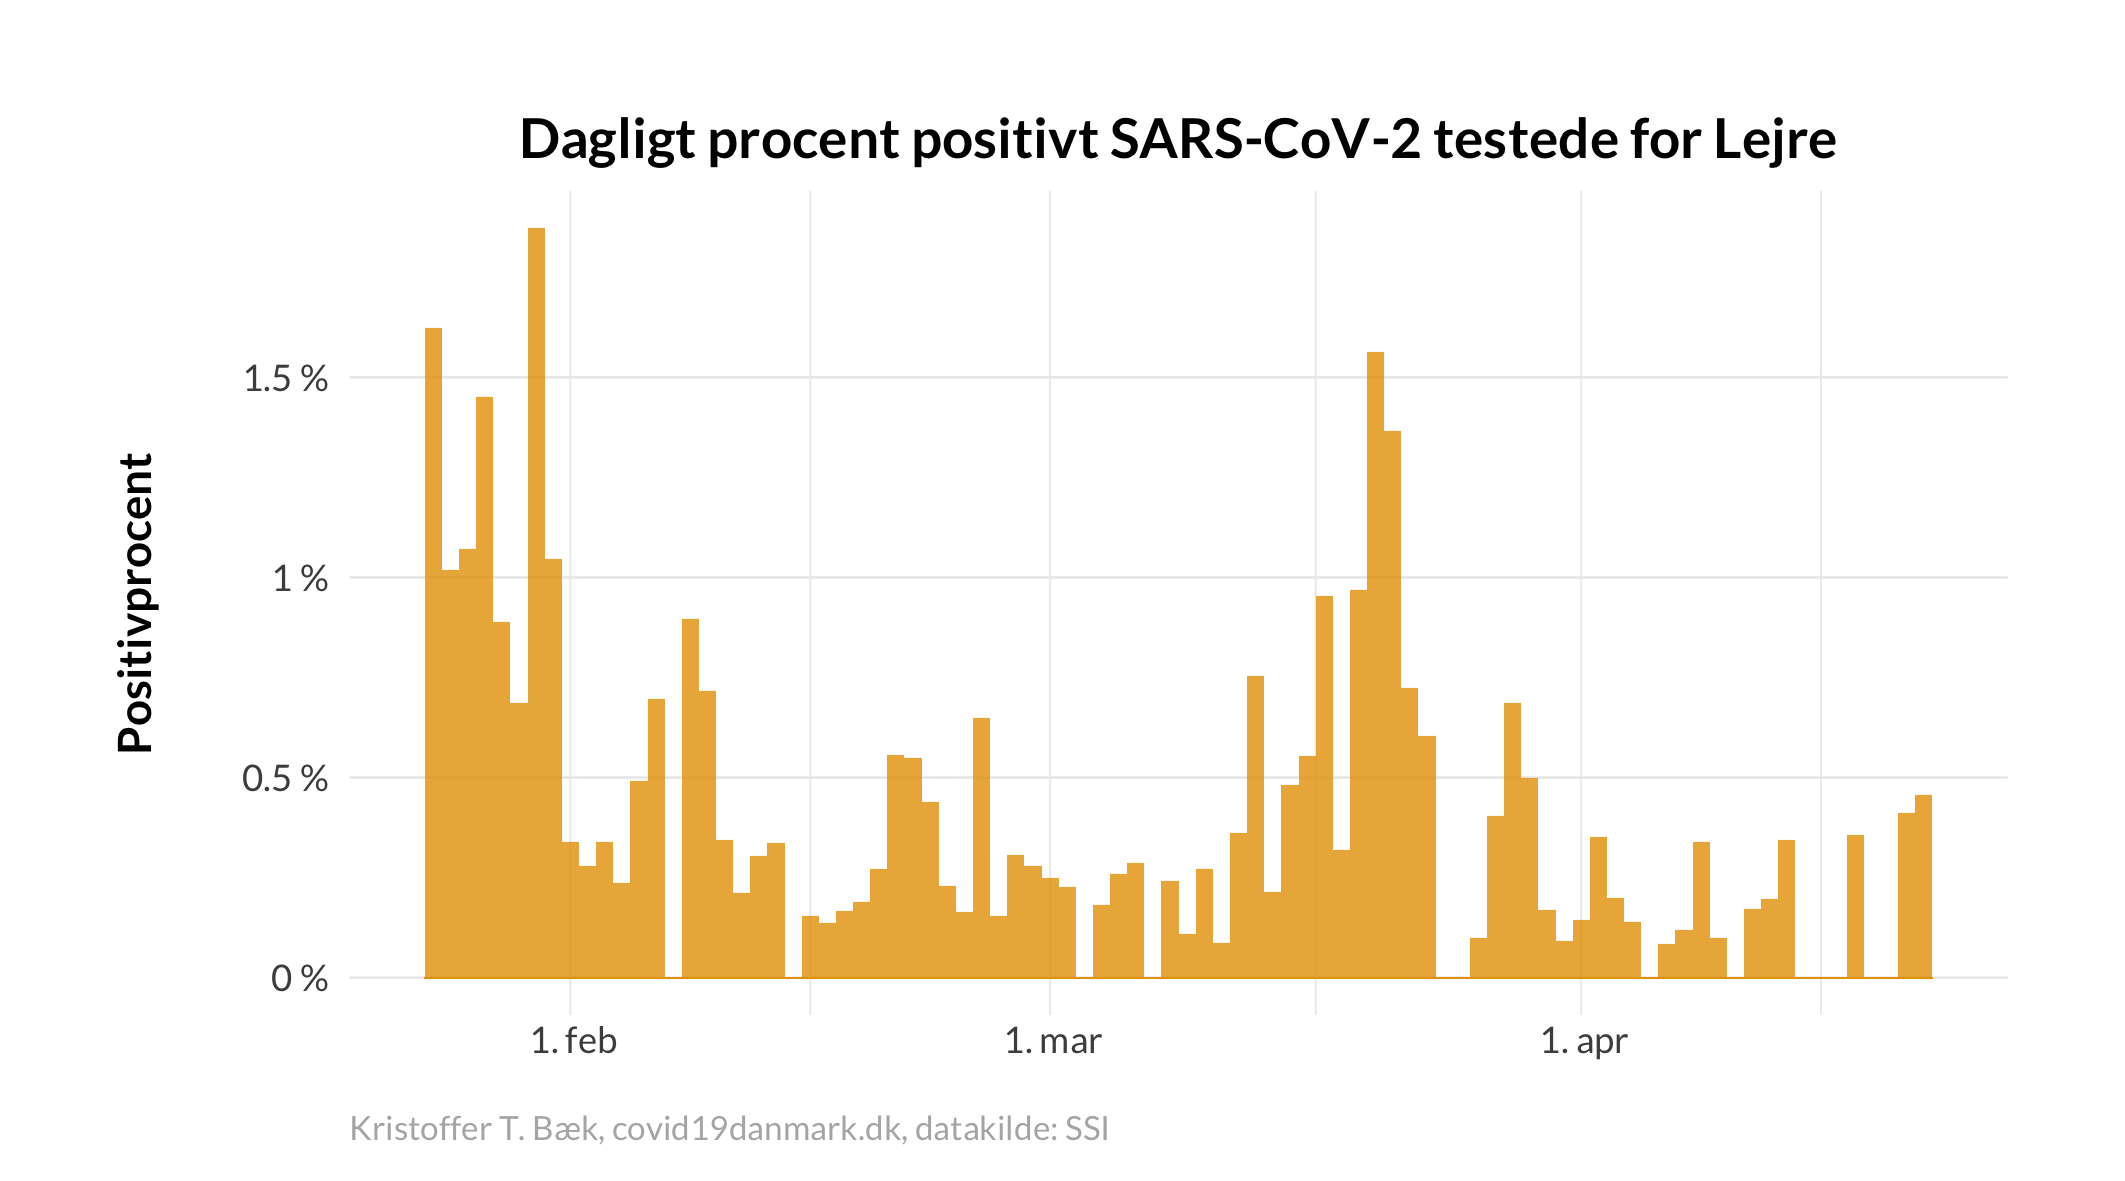 Dagligt procent positivt SARS-CoV-2 testede for Lejre
Positivprocent
1.5 %
1 %
0.5 %
0 %
1. feb
1. mar
1. apr
Kristoffer T. Bæk, covid19danmark.dk, datakilde: SSI